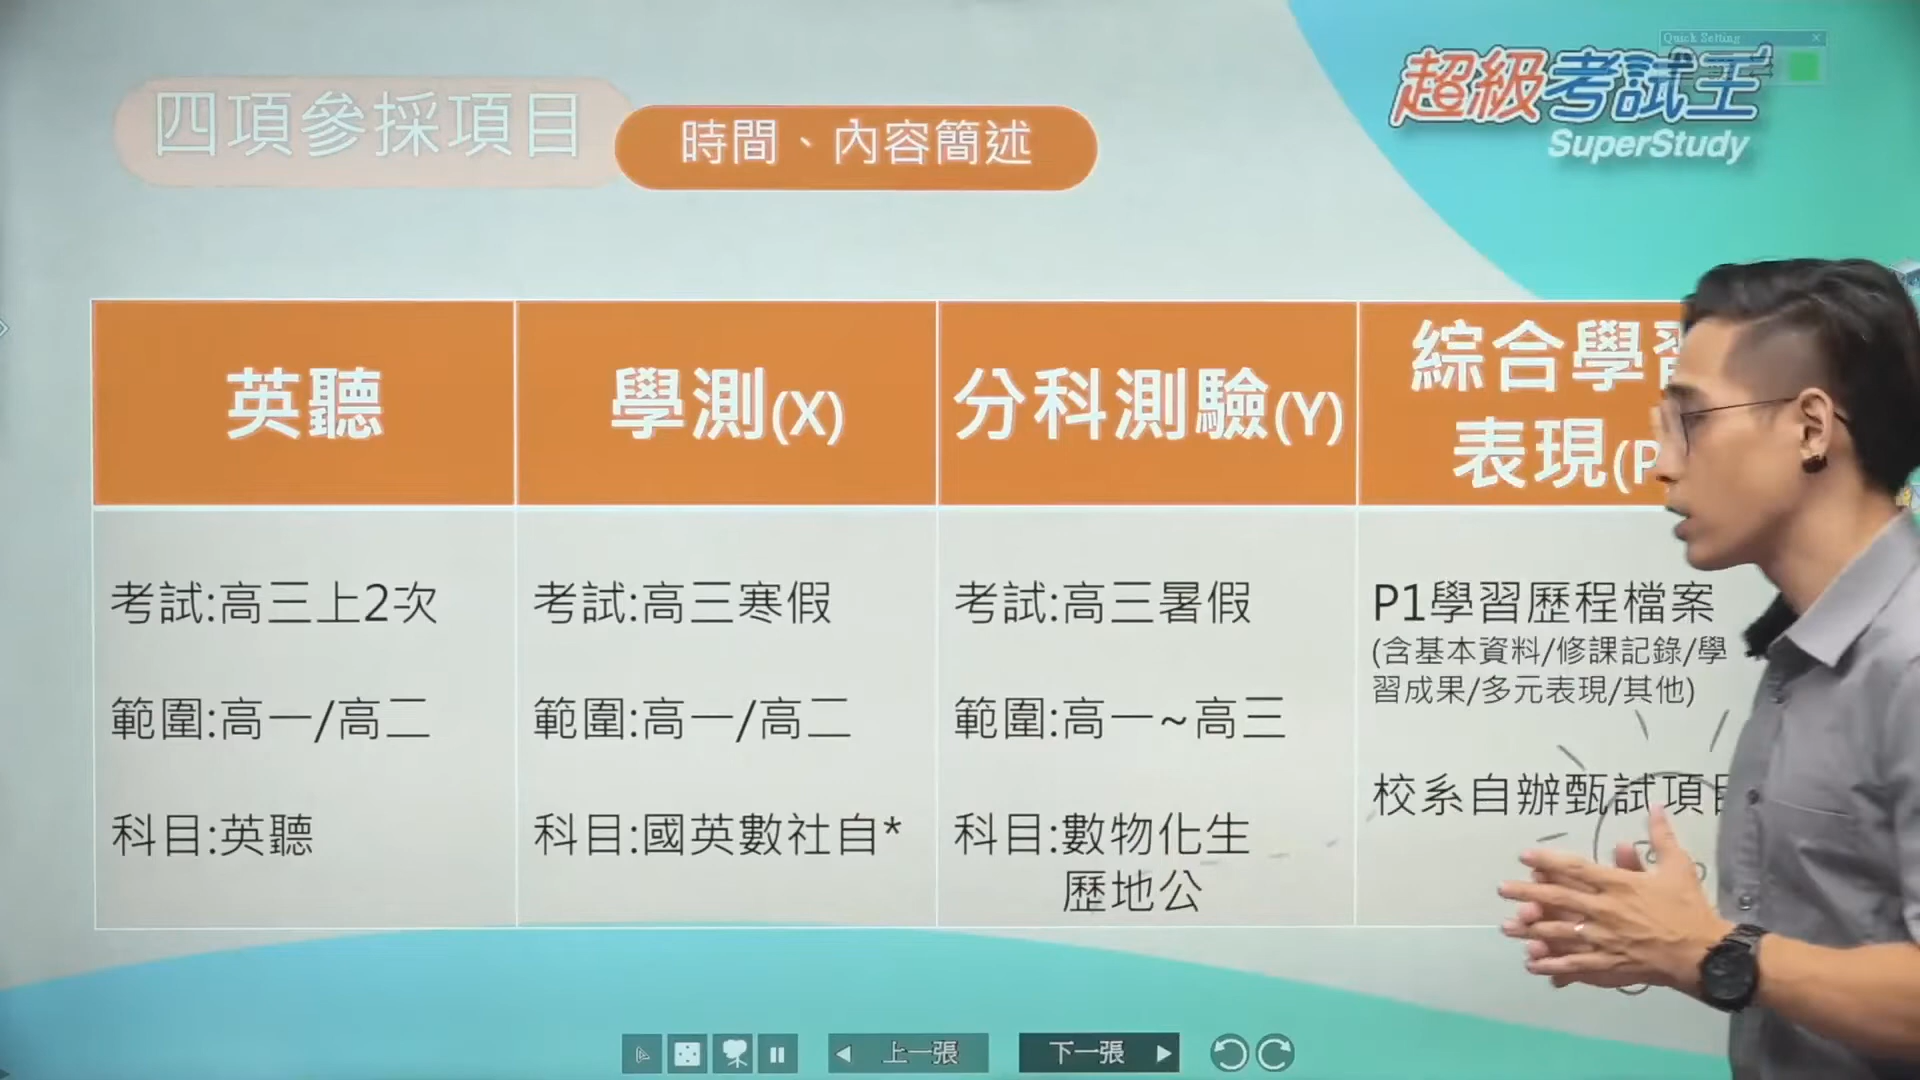 四項參採項目
時間、內容簡述
Quick Setting
超級考試王
SuperStudy
英聽
學測(X)
分科測驗(Y)
綜合學習
表現(P
考試:高三上2次
範圍:高一/高二
科目:英聽
考試:高三寒假
範圍:高一/高二
科目:國英數社自*
考試:高三暑假
範圍:高一~高三
科目:數物化生
歷地公
P1學習歷程檔案
(含基本資料/修課記錄/學
習成果/多元表現/其他)
校系自辦甄試項目
上一張
下一張